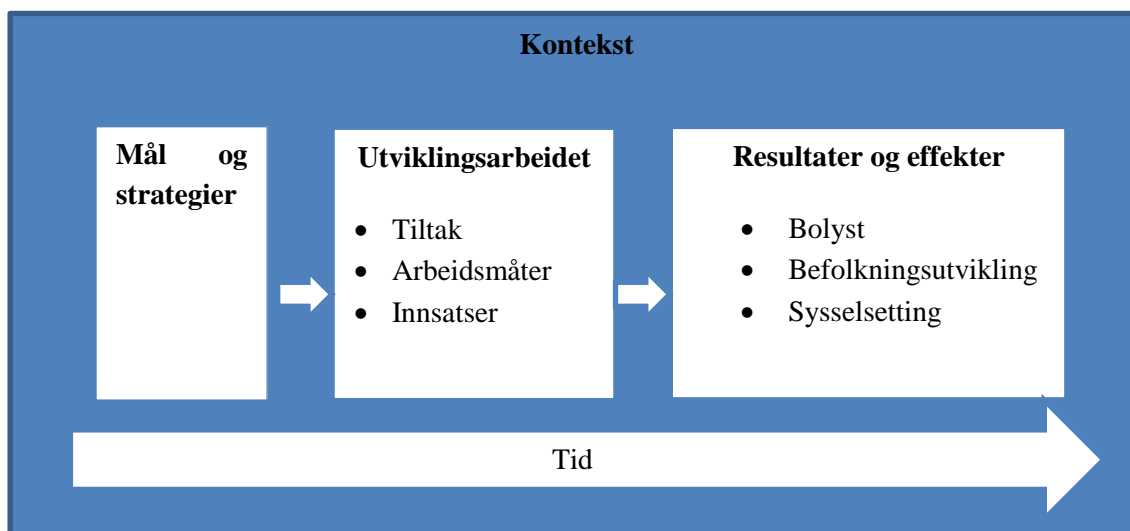 Kontekst
Mål og
strategier
Utviklingsarbeidet
• Tiltak
• Arbeidsmåter
• Innsatser
Resultater og effekter
• Bolyst
• Befolkningsutvikling
• Sysselsetting
Tid